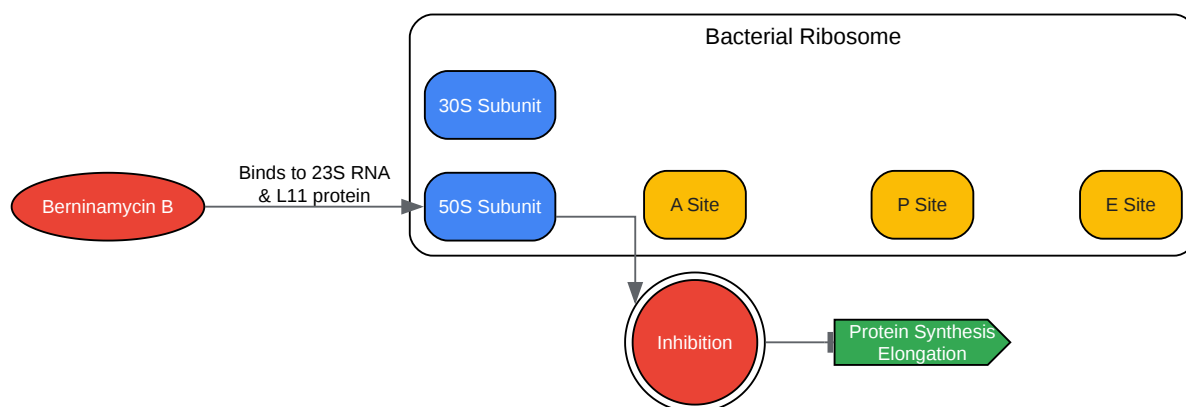 Bacterial Ribosome
30S Subunit
Binds to 23S RNA
& L11 protein
Berninamycin B
50S Subunit
A Site
P Site
E Site
Inhibition
Protein Synthesis
Elongation